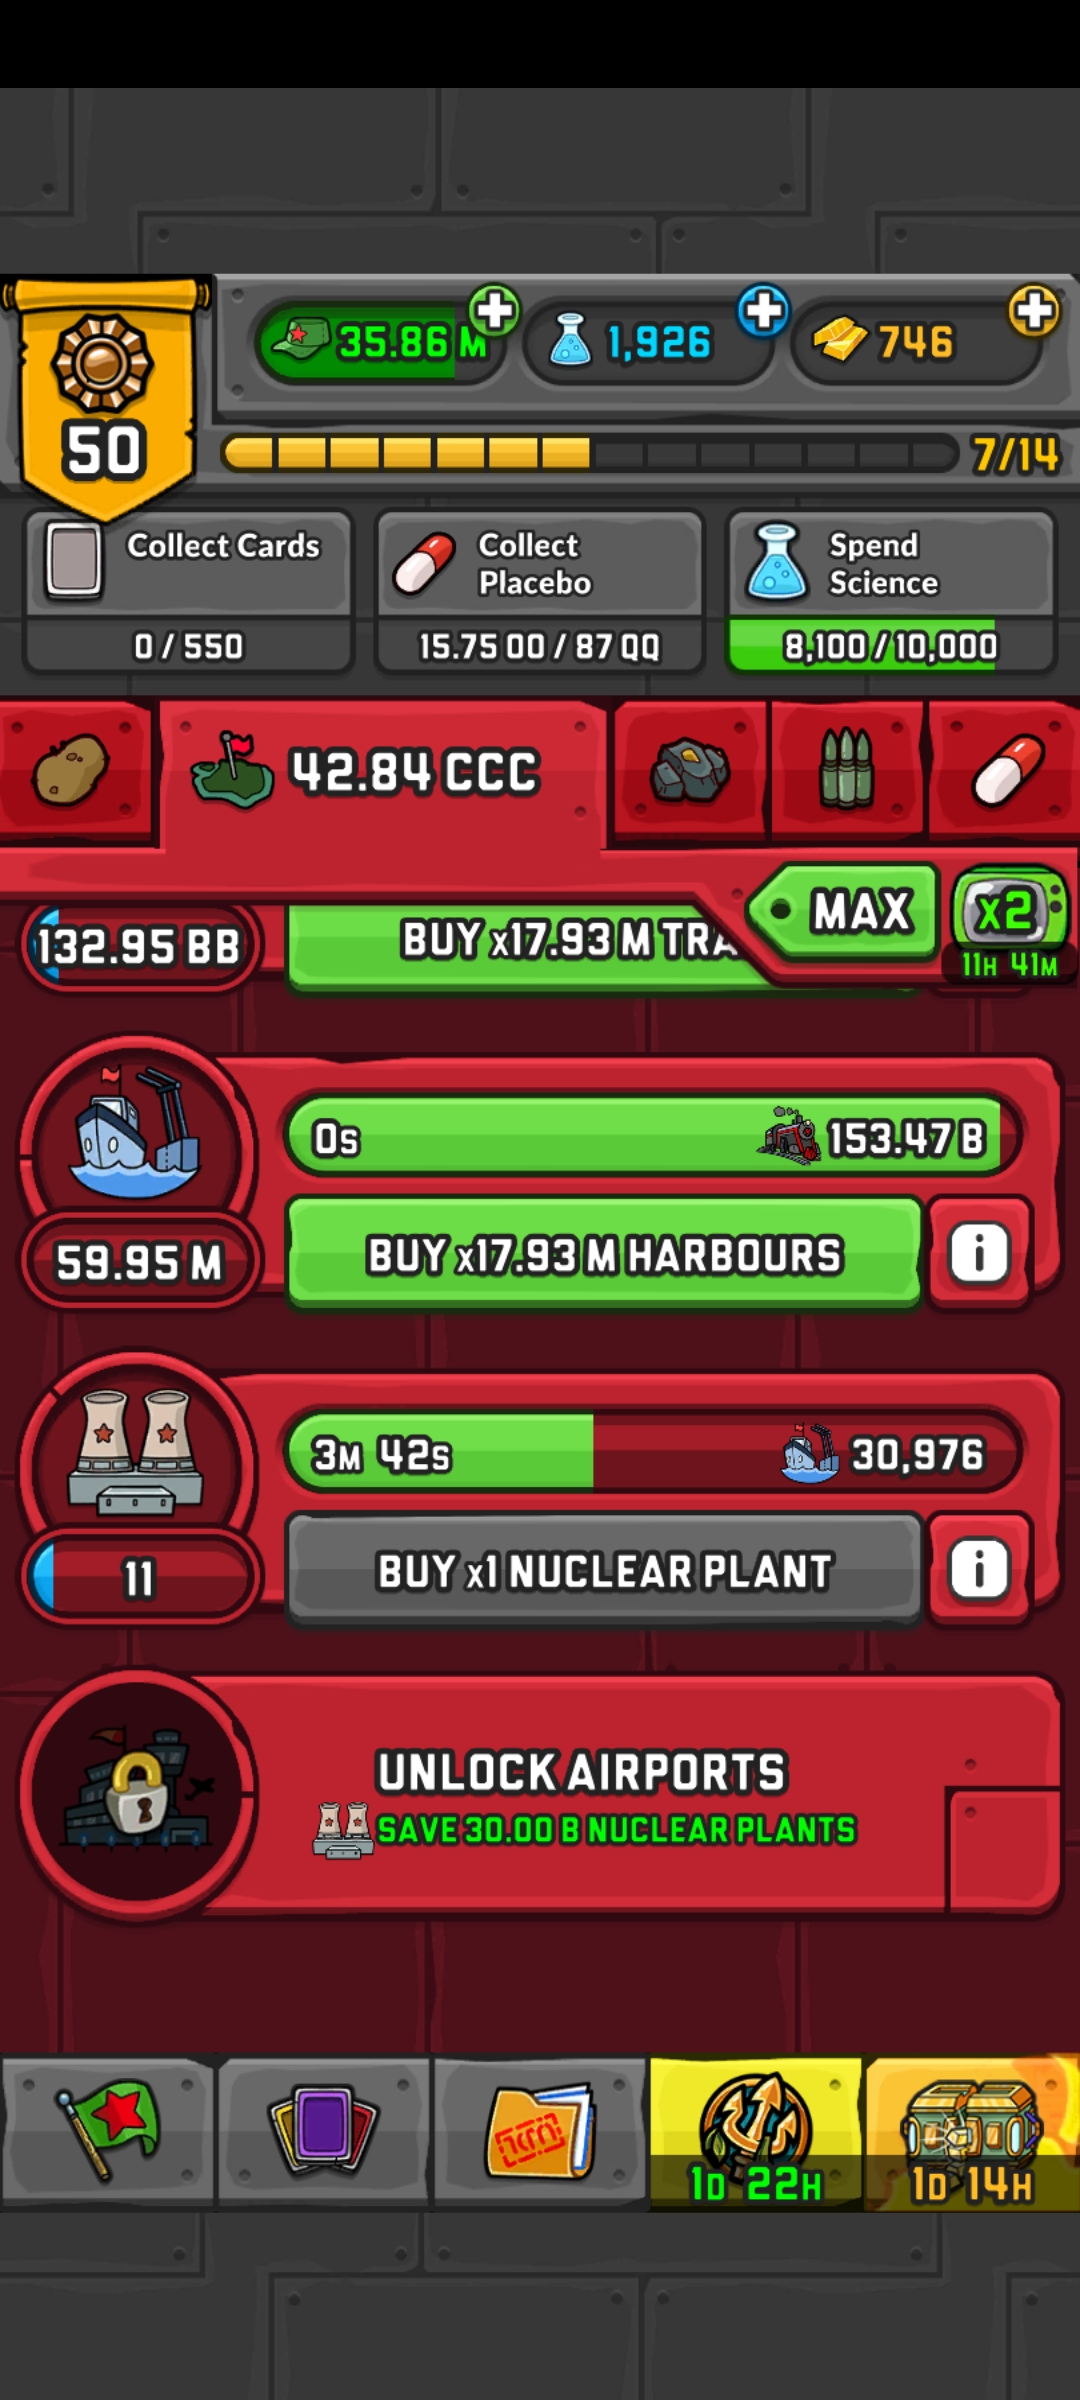 35.86 M
1,926
746
50
7/14
Collect Cards
0 / 550
Collect
Placebo
15.75 OO / 87 QQ
Spend
Science
8,100 / 10,000
42.84 CCC
MAX
x2
11H 41M
132.95 BB
BUY x17.93 M TRA
0s
153.47 B
59.95 M
BUY x17.93 M HARBOURS
i
3M 42s
30,976
11
BUY x1 NUCLEAR PLANT
i
UNLOCK AIRPORTS
SAVE 30.00 B NUCLEAR PLANTS
1D 22H
1D 14H